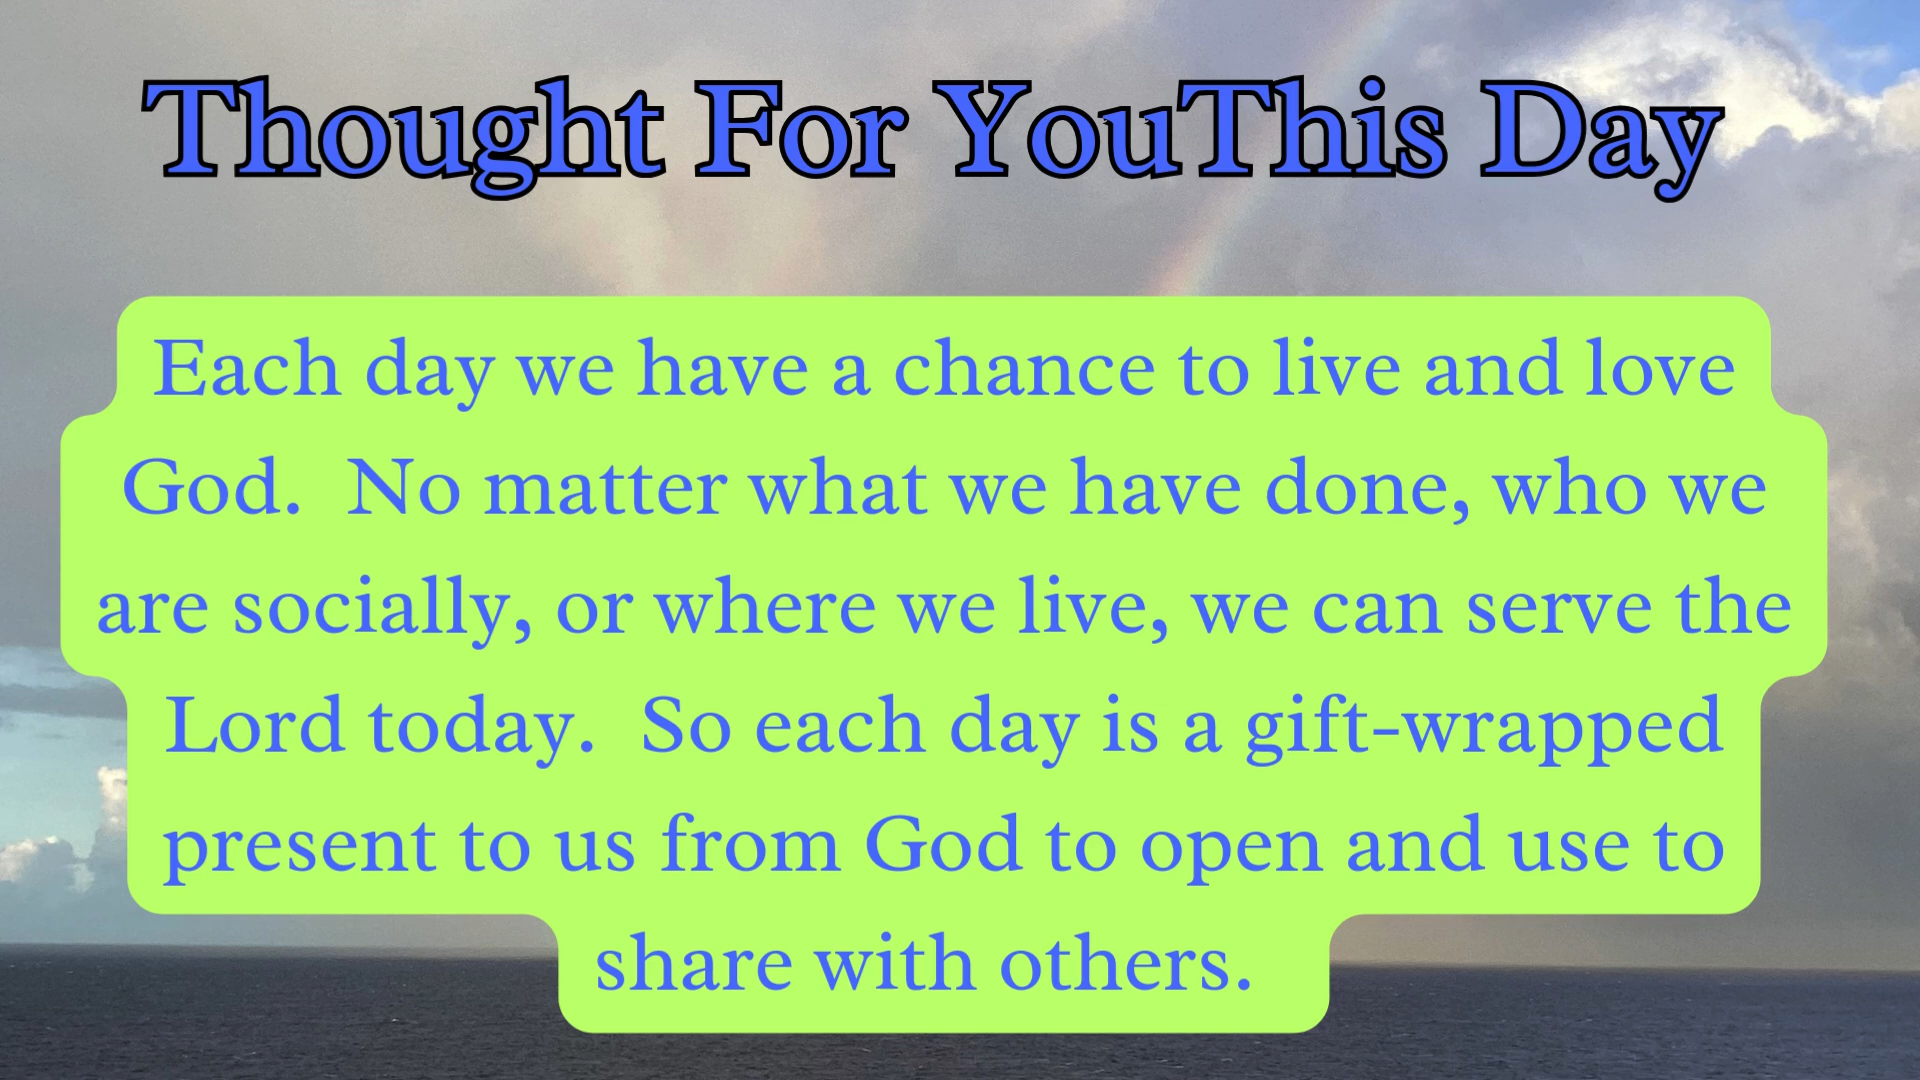 Thought For YouThis Day
Each day we have a chance to live and love
God.  No matter what we have done, who we
are socially, or where we live, we can serve the
Lord today.  So each day is a gift-wrapped
present to us from God to open and use to
share with others.